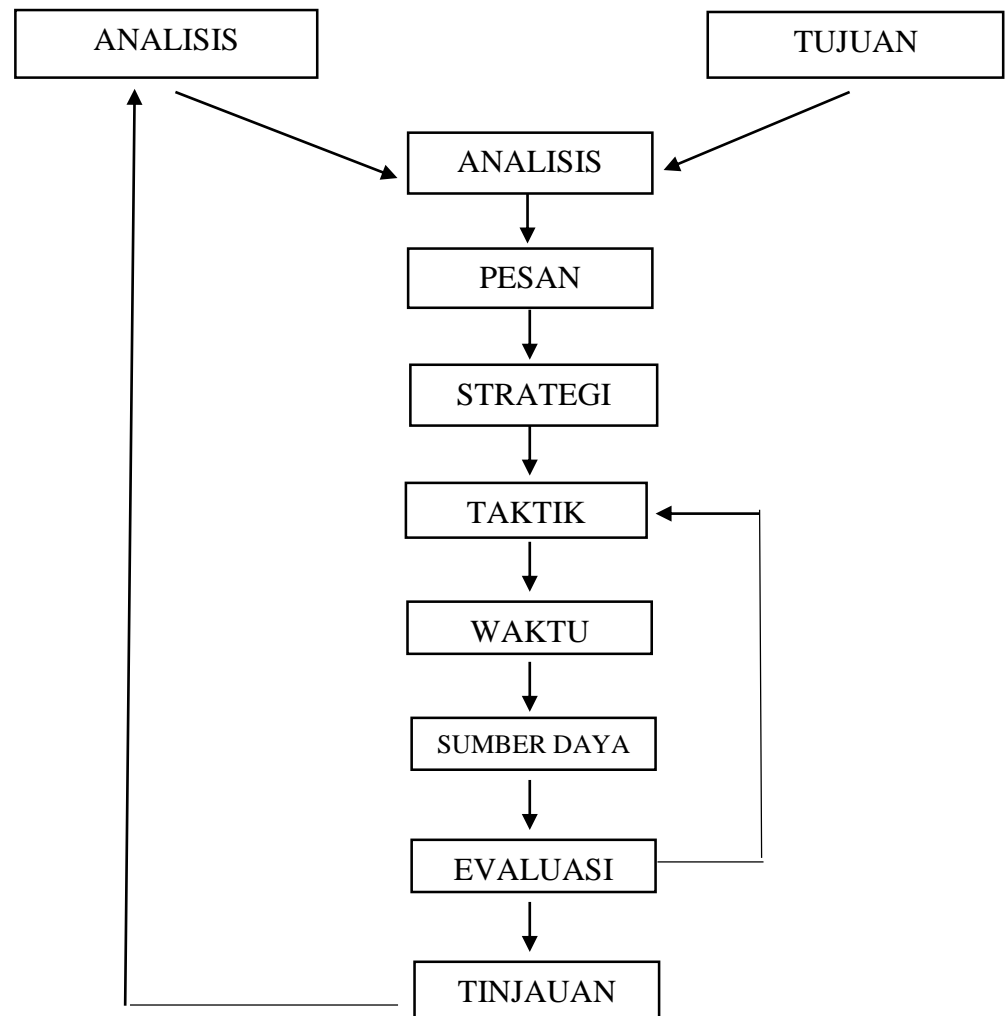 ANALISIS
TUJUAN
ANALISIS
PESAN
STRATEGI
TAKTIK
WAKTU
SUMBER DAYA
EVALUASI
TINJAUAN